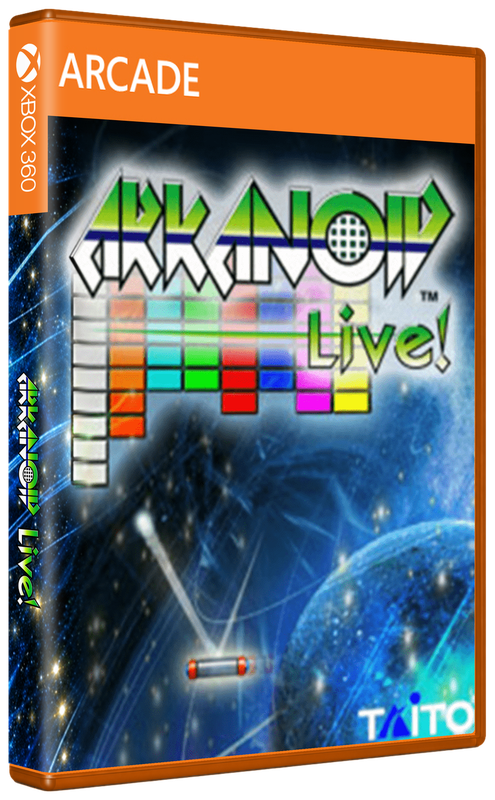 XBOX 360
ARCADE
ARKANOID
™
Live!
ARKANOID Live!
TAITO